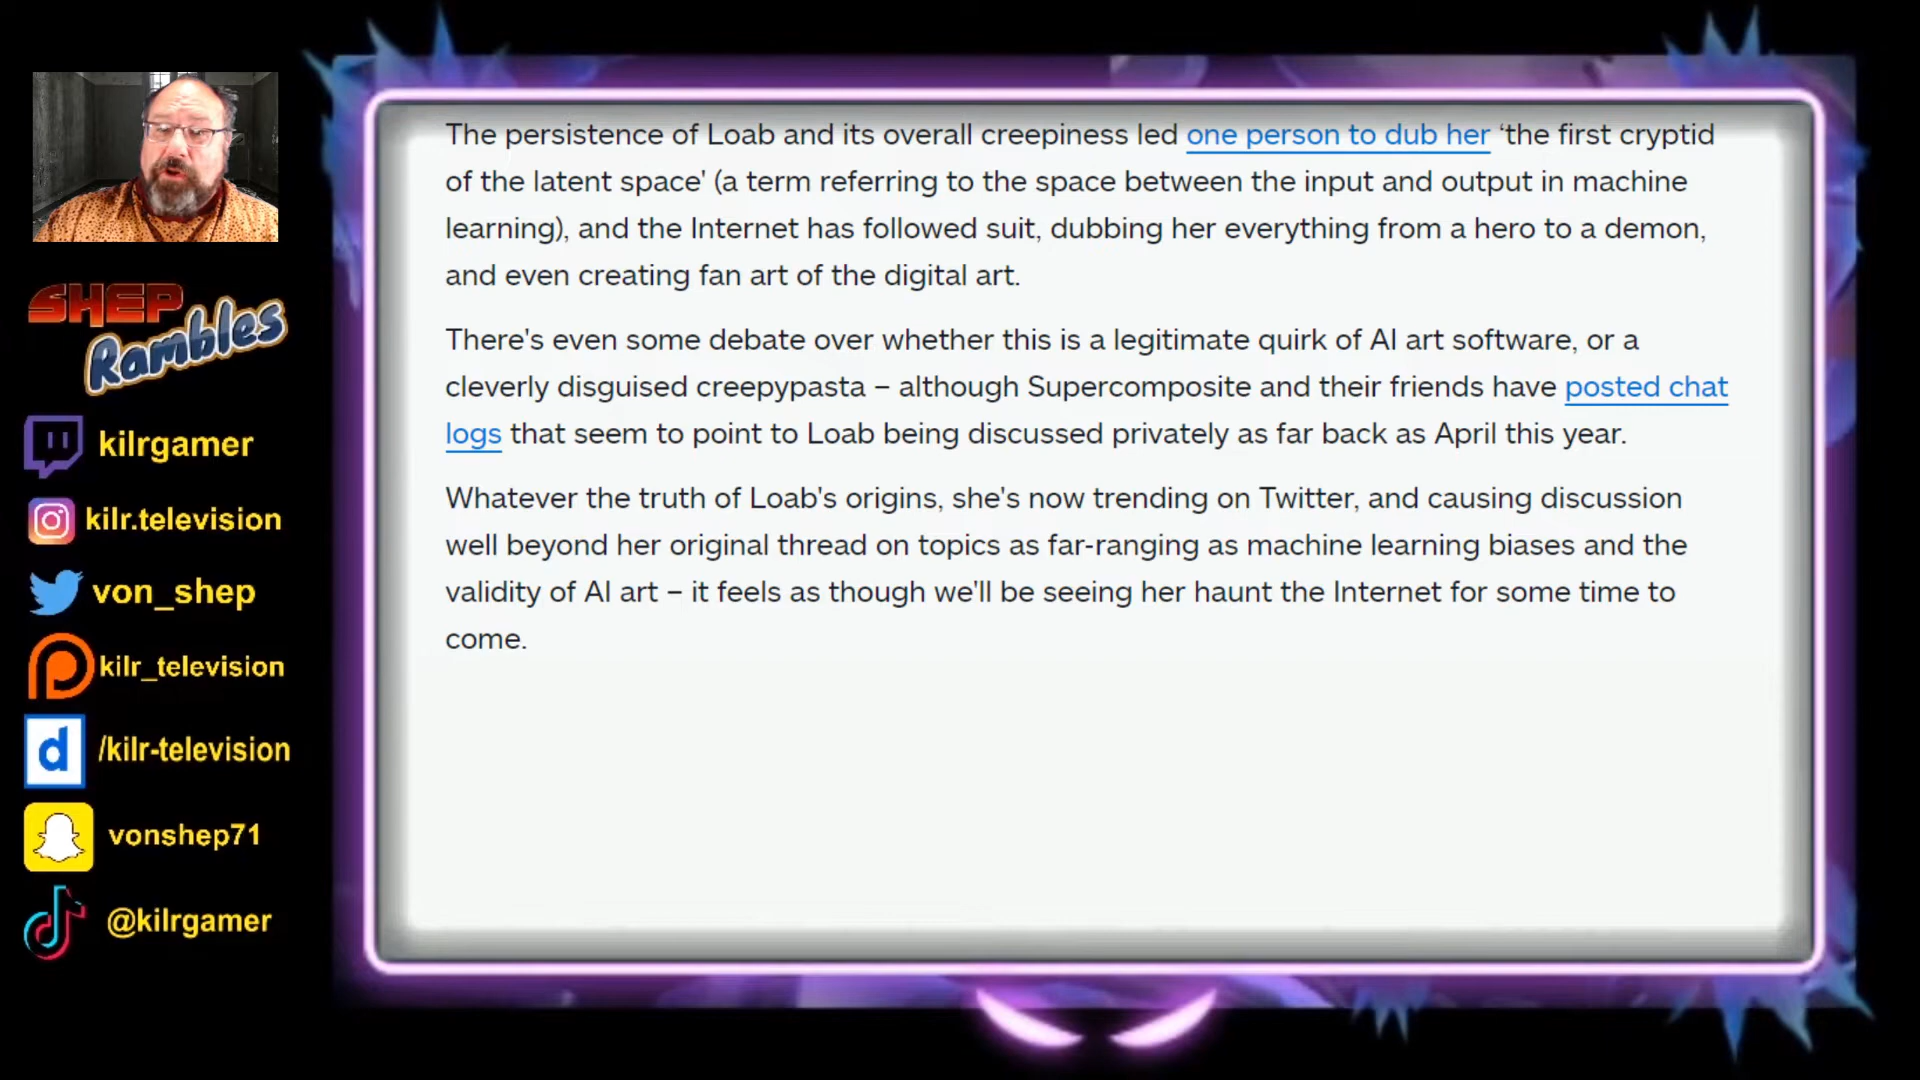 The persistence of Loab and its overall creepiness led one person to dub her ‘the first cryptid
of the latent space' (a term referring to the space between the input and output in machine
learning), and the Internet has followed suit, dubbing her everything from a hero to a demon,
and even creating fan art of the digital art.
There's even some debate over whether this is a legitimate quirk of AI art software, or a
cleverly disguised creepypasta – although Supercomposite and their friends have posted chat
logs that seem to point to Loab being discussed privately as far back as April this year.
Whatever the truth of Loab's origins, she's now trending on Twitter, and causing discussion
well beyond her original thread on topics as far-ranging as machine learning biases and the
validity of AI art – it feels as though we'll be seeing her haunt the Internet for some time to
come.
SHEP
Rambles
kilrgamer
kilr.television
von_shep
kilr_television
d /kilr-television
vonshep71
@kilrgamer